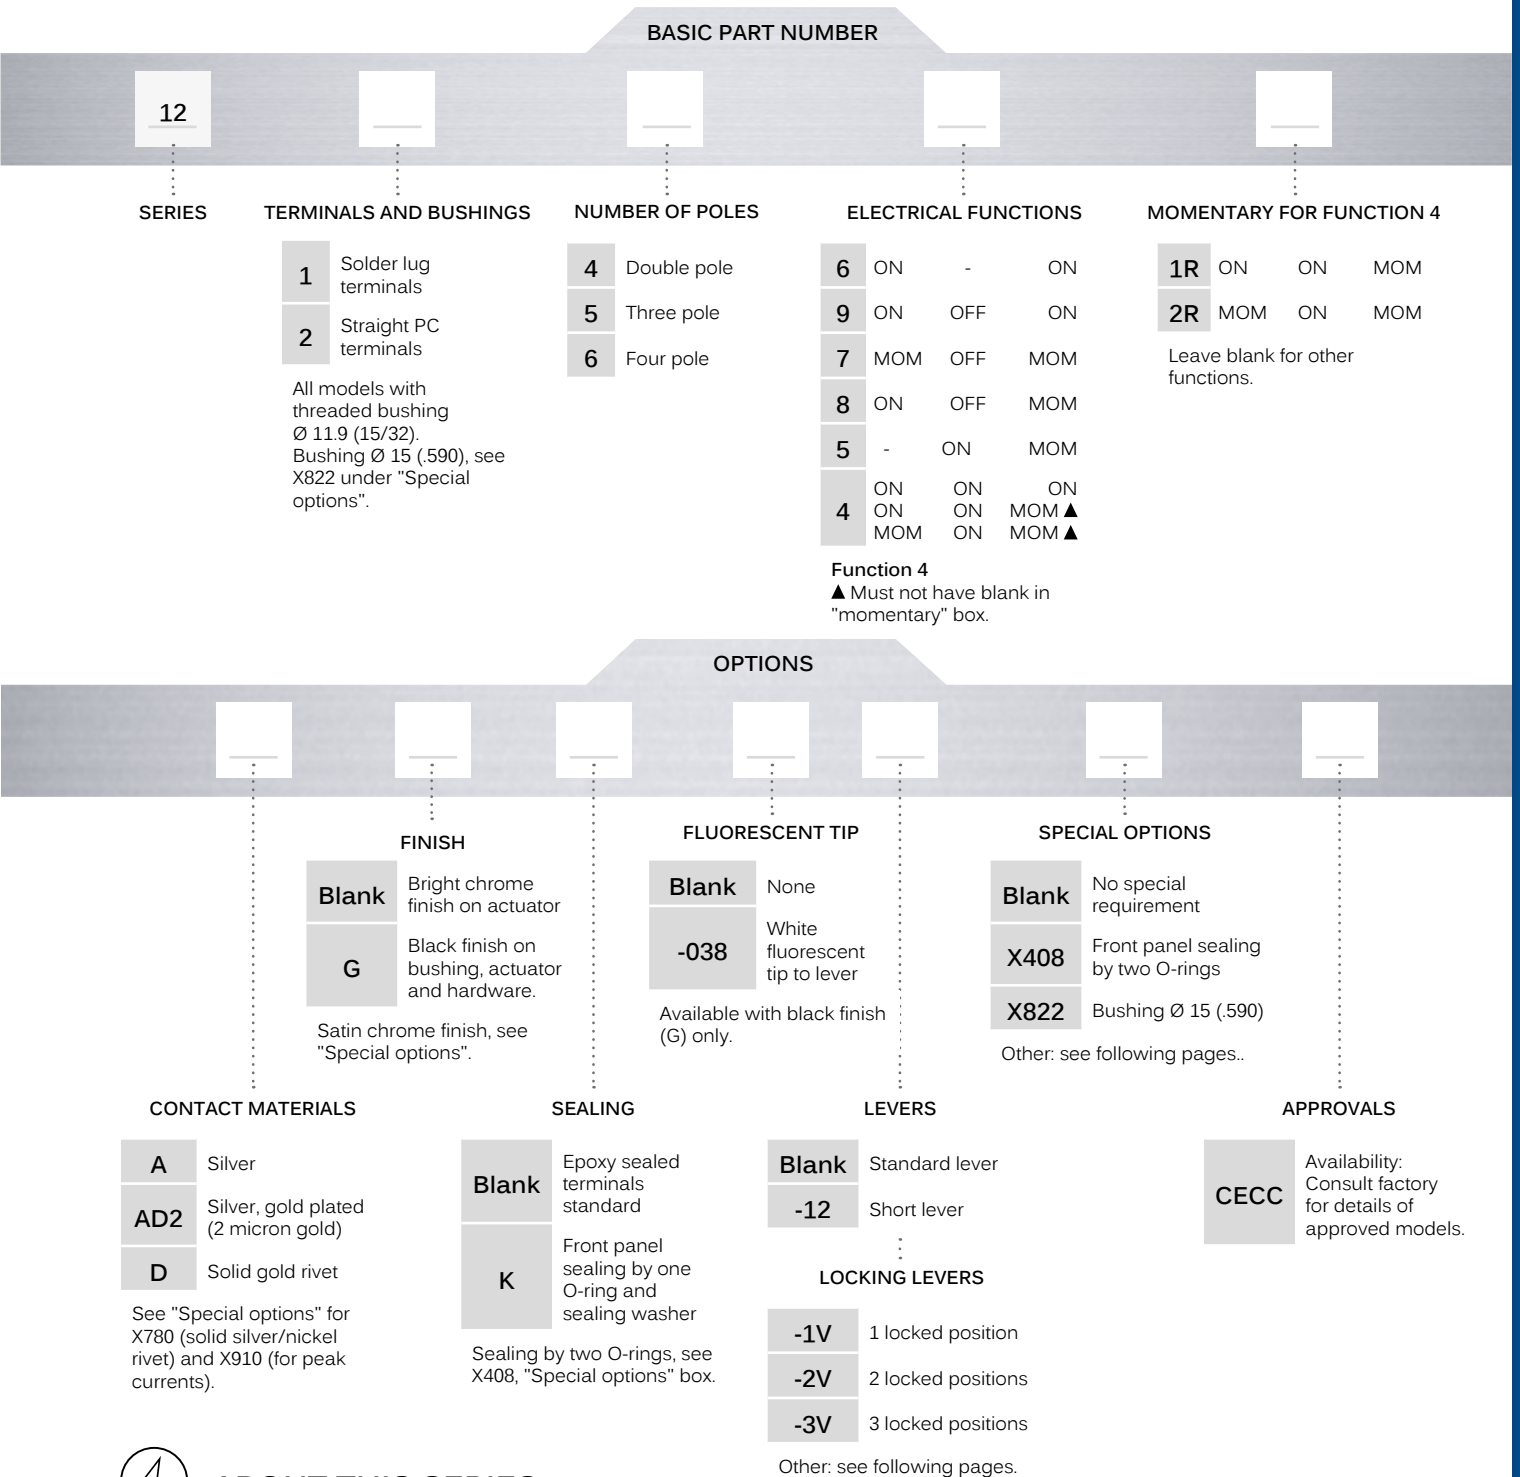 BASIC PART NUMBER
12
SERIES
TERMINALS AND BUSHINGS
1 Solder lug
terminals
2 Straight PC
terminals
All models with
threaded bushing
Ø 11.9 (15/32).
Bushing Ø 15 (.590), see
X822 under "Special
options".
NUMBER OF POLES
4 Double pole
5 Three pole
6 Four pole
ELECTRICAL FUNCTIONS
6 ON - ON
9 ON OFF ON
7 MOM OFF MOM
8 ON OFF MOM
5 - ON MOM
4
ON ON ON
ON ON MOM ▲
MOM ON MOM ▲
Function 4
▲ Must not have blank in
"momentary" box.
MOMENTARY FOR FUNCTION 4
1R ON ON MOM
2R MOM ON MOM
Leave blank for other
functions.
OPTIONS
FINISH
Blank Bright chrome
finish on actuator
G Black finish on
bushing, actuator
and hardware.
Satin chrome finish, see
"Special options".
FLUORESCENT TIP
Blank None
-038 White
fluorescent
tip to lever
Available with black finish
(G) only.
SPECIAL OPTIONS
Blank No special
requirement
X408 Front panel sealing
by two O-rings
X822 Bushing Ø 15 (.590)
Other: see following pages..
CONTACT MATERIALS
A Silver
AD2 Silver, gold plated
(2 micron gold)
D Solid gold rivet
See "Special options" for
X780 (solid silver/nickel
rivet) and X910 (for peak
currents).
SEALING
Blank Epoxy sealed
terminals
standard
K Front panel
sealing by one
O-ring and
sealing washer
Sealing by two O-rings, see
X408, "Special options" box.
LEVERS
Blank Standard lever
-12 Short lever
LOCKING LEVERS
-1V 1 locked position
-2V 2 locked positions
-3V 3 locked positions
Other: see following pages.
APPROVALS
CECC Availability:
Consult factory
for details of
approved models.
ABOUT THIS SERIES